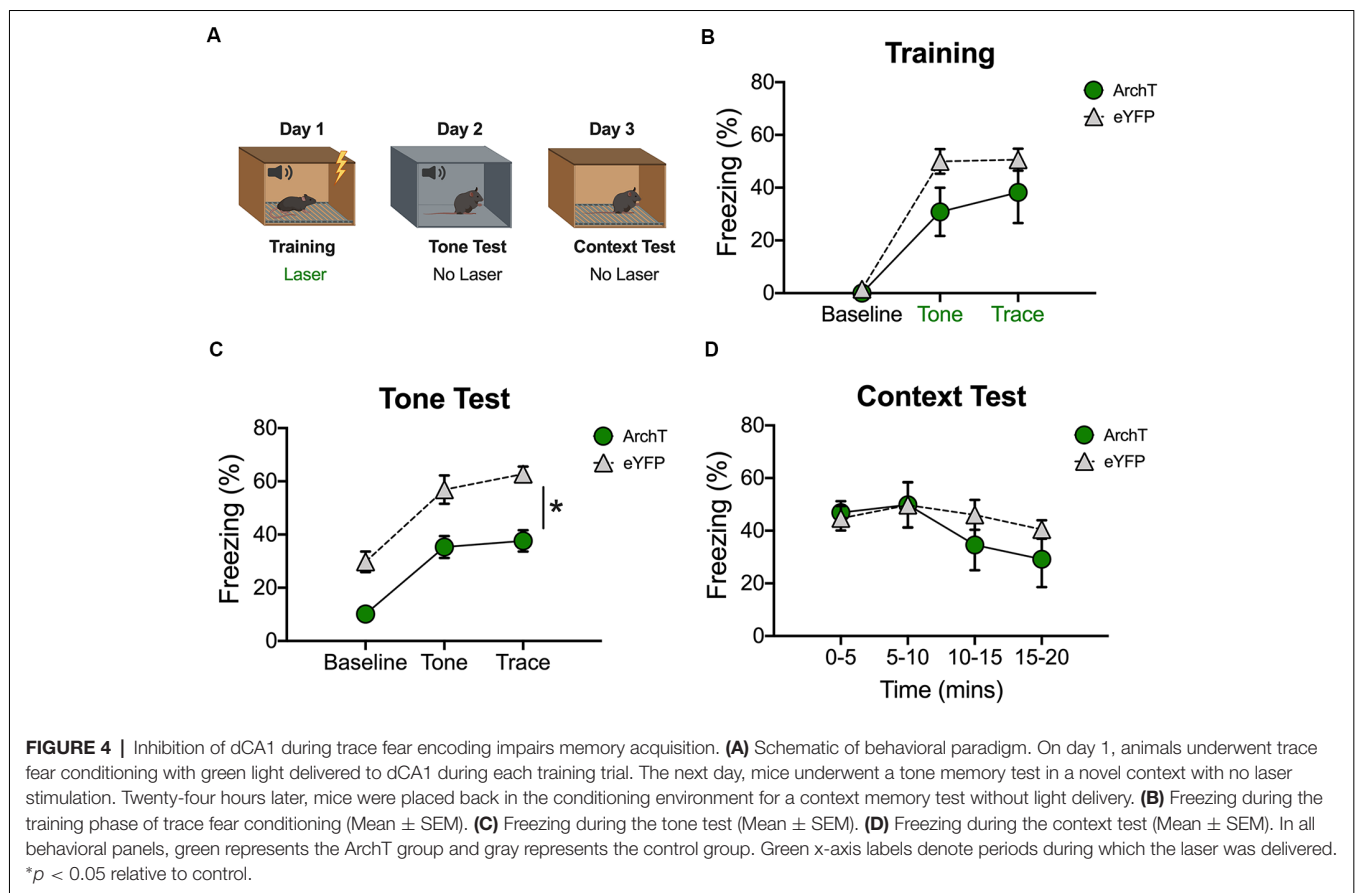 A
Day 1
Day 2
Day 3
Training
Tone Test
Context Test
Laser
No Laser
No Laser
B
Training
Freezing (%)
80
60
40
20
0
Baseline
Tone
Trace
ArchT
eYFP
C
Tone Test
Freezing (%)
80
60
40
20
0
Baseline
Tone
Trace
ArchT
eYFP
*
D
Context Test
Freezing (%)
80
60
40
20
0
0-5
5-10
10-15
15-20
Time (mins)
ArchT
eYFP
FIGURE 4 | Inhibition of dCA1 during trace fear encoding impairs memory acquisition. (A) Schematic of behavioral paradigm. On day 1, animals underwent trace
fear conditioning with green light delivered to dCA1 during each training trial. The next day, mice underwent a tone memory test in a novel context with no laser
stimulation. Twenty-four hours later, mice were placed back in the conditioning environment for a context memory test without light delivery. (B) Freezing during the
training phase of trace fear conditioning (Mean ± SEM). (C) Freezing during the tone test (Mean ± SEM). (D) Freezing during the context test (Mean ± SEM). In all
behavioral panels, green represents the ArchT group and gray represents the control group. Green x-axis labels denote periods during which the laser was delivered.
*p < 0.05 relative to control.